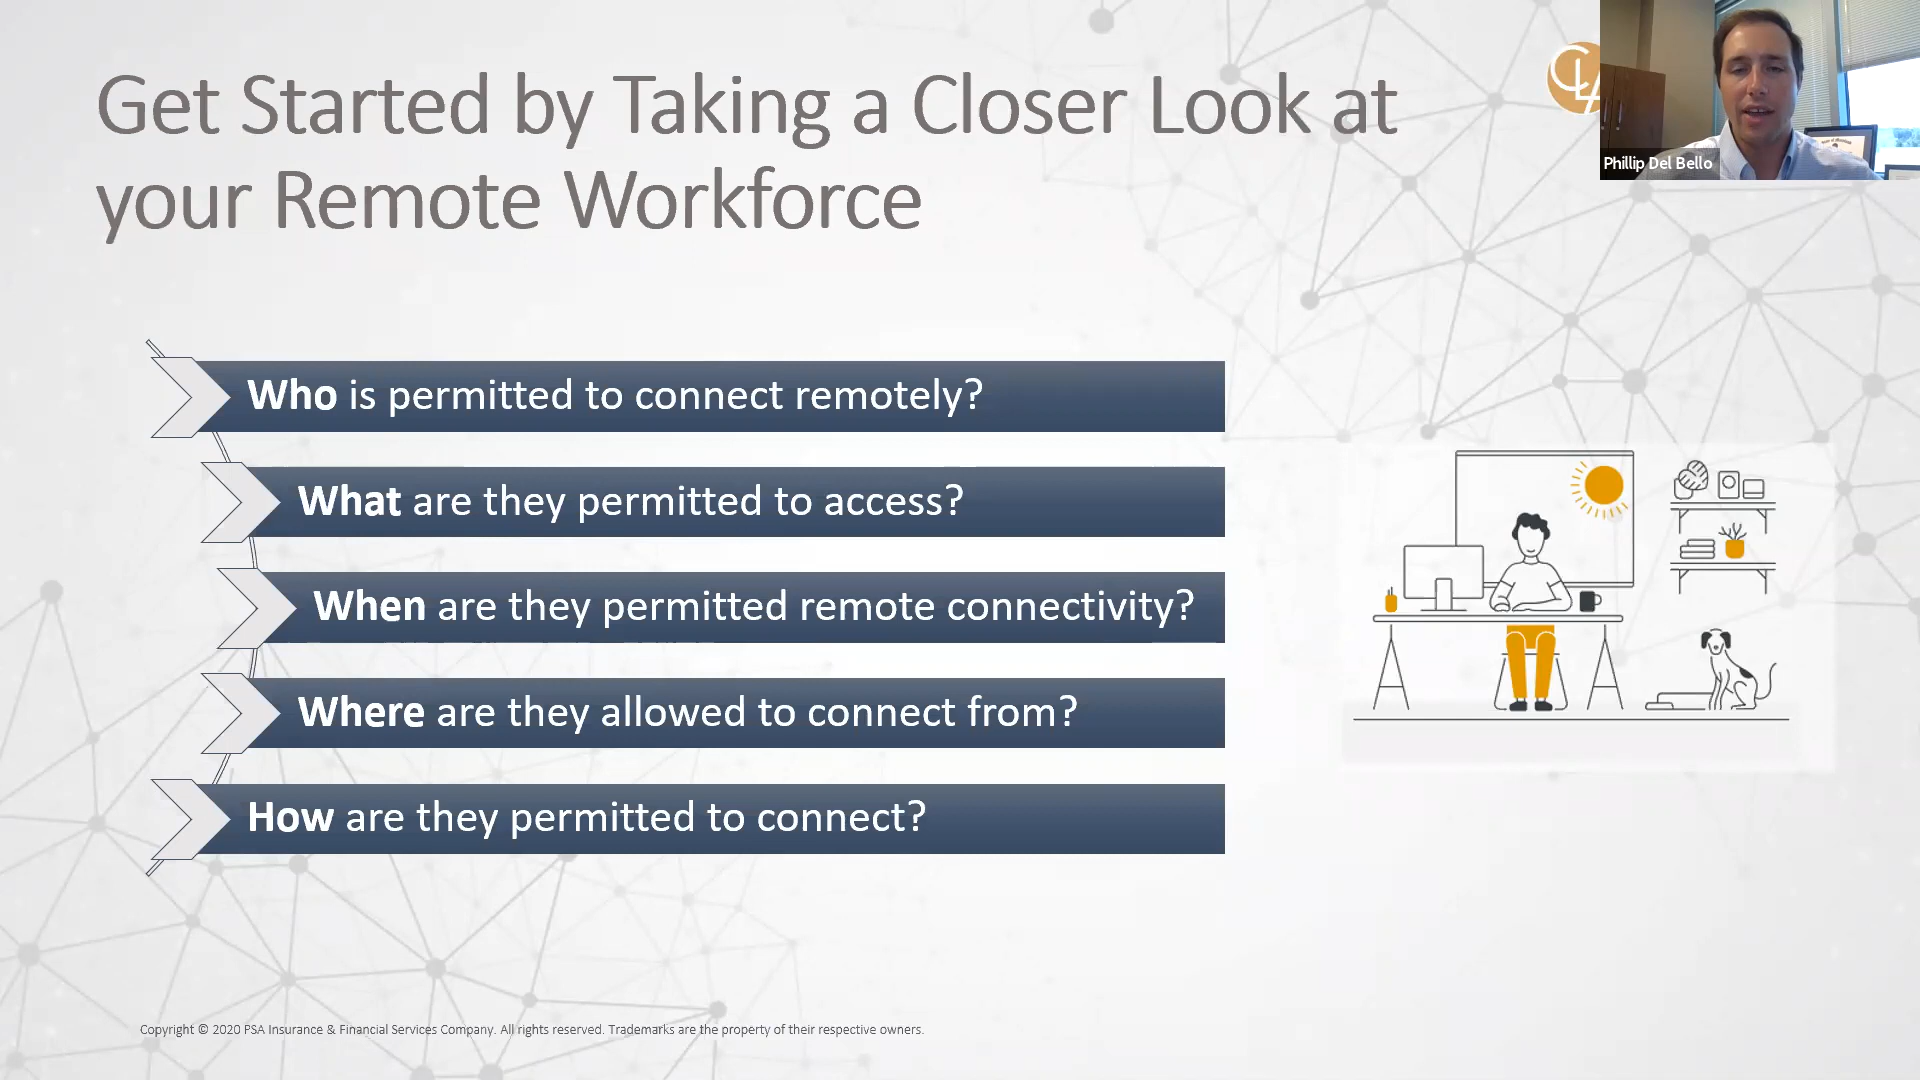 Get Started by Taking a Closer Look at
your Remote Workforce
CLA
Phillip Del Bello
Who is permitted to connect remotely?
What are they permitted to access?
When are they permitted remote connectivity?
Where are they allowed to connect from?
How are they permitted to connect?
Copyright © 2020 PSA Insurance & Financial Services Company. All rights reserved. Trademarks are the property of their respective owners.